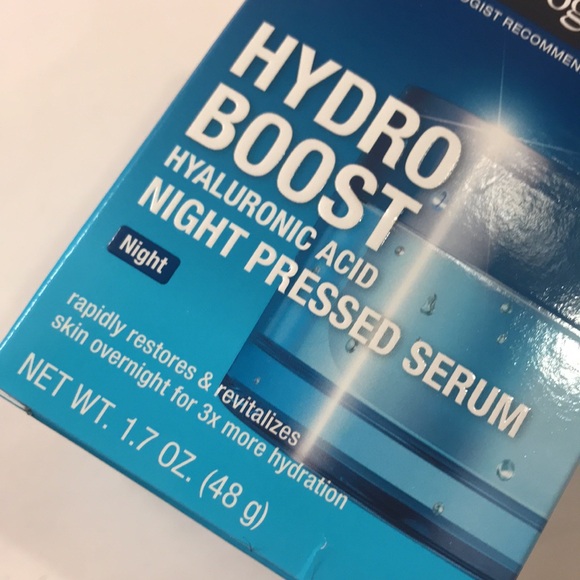 HYDRO
BOOST
HYALURONIC ACID
NIGHT PRESSED SERUM
Night
rapidly restores & revitalizes
skin overnight for 3x more hydration
NET WT. 1.7 OZ. (48 g)